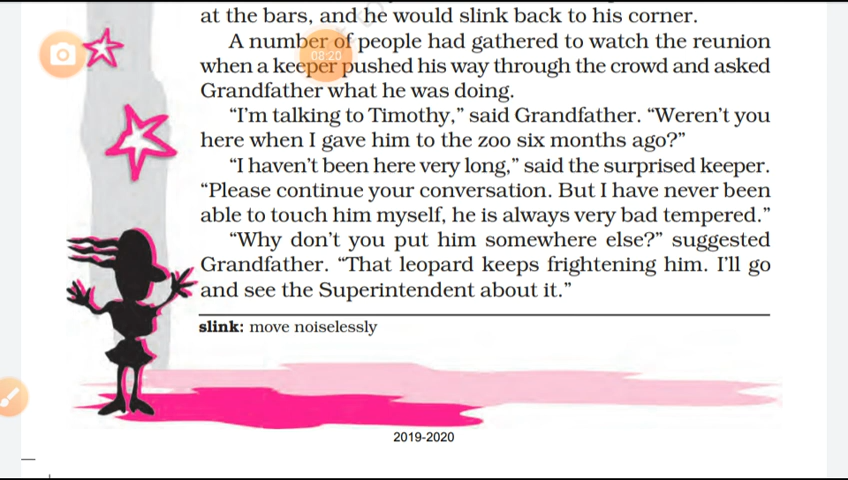 at the bars, and he would slink back to his corner.
A number of people had gathered to watch the reunion
when a keeper pushed his way through the crowd and asked
Grandfather what he was doing.
“I'm talking to Timothy,” said Grandfather. “Weren't you
here when I gave him to the zoo six months ago?”
“I haven't been here very long,” said the surprised keeper.
“Please continue your conversation. But I have never been
able to touch him myself, he is always very bad tempered.”
“Why don't you put him somewhere else?” suggested
Grandfather. “That leopard keeps frightening him. I'll go
and see the Superintendent about it.”
slink: move noiselessly
2019-2020
08:20